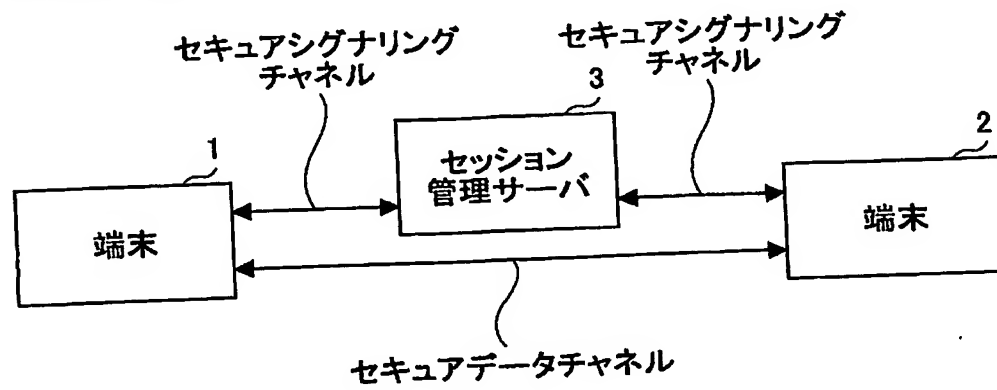 セキュアシグナリング
チャネル
セキュアシグナリング
チャネル
3
1
2
セッション
管理サーバ
端末
端末
セキュアデータチャネル